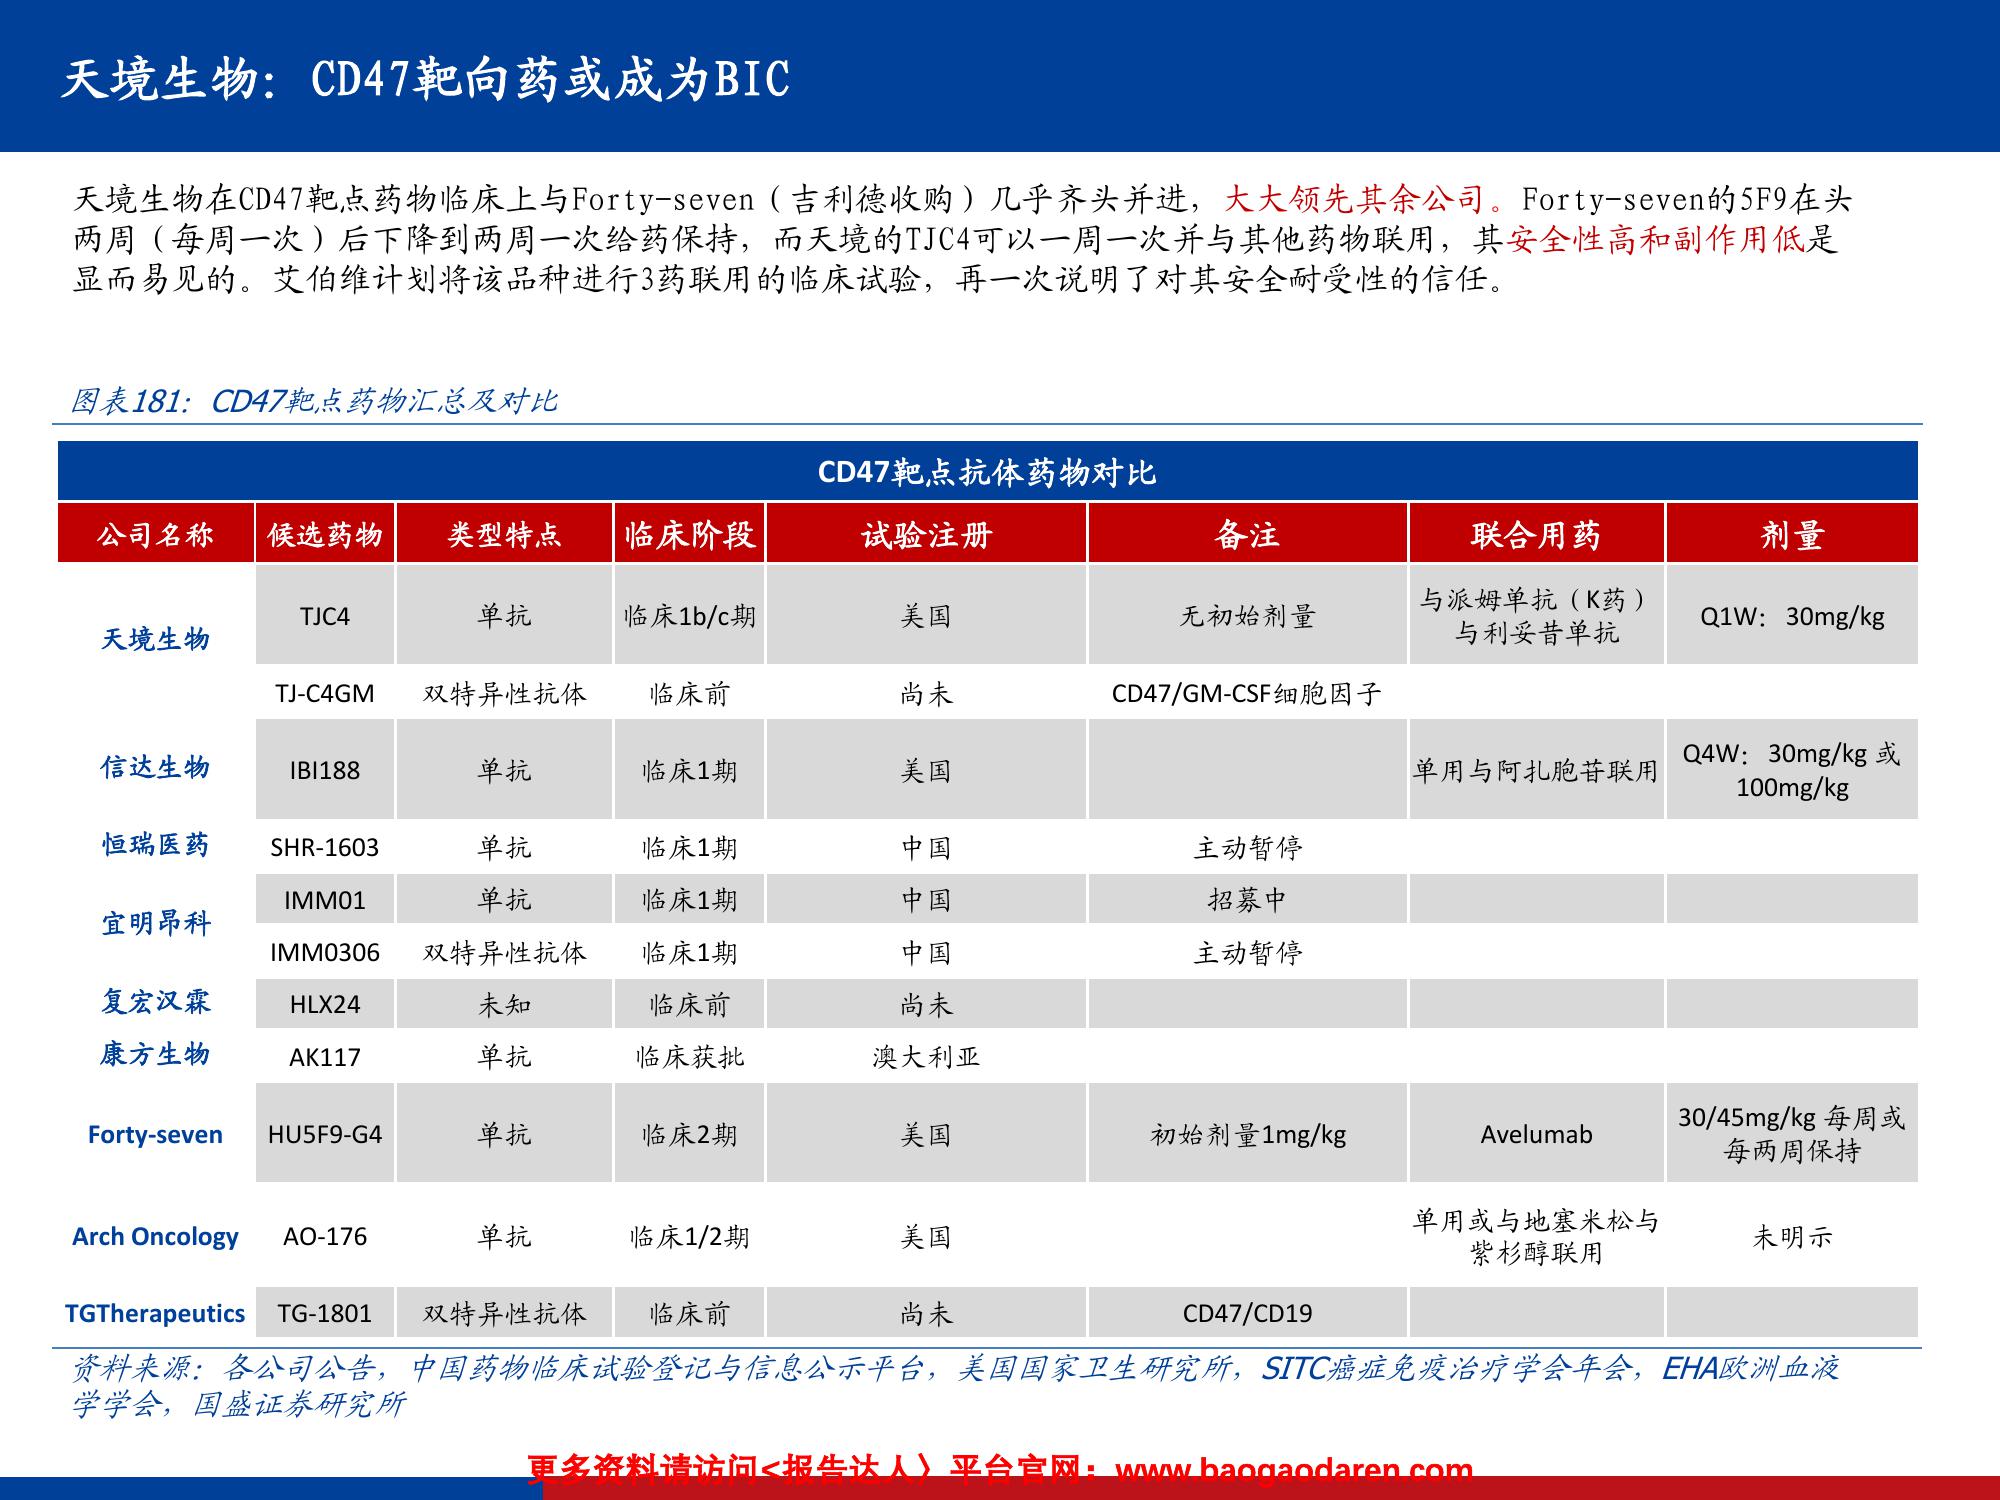 天境生物：CD47靶向药或成为BIC
天境生物在CD47靶点药物临床上与Forty-seven（吉利德收购）几乎齐头并进，大大领先其余公司。Forty-seven的5F9在头
两周（每周一次）后下降到两周一次给药保持，而天境的TJC4可以一周一次并与其他药物联用，其安全性高和副作用低是
显而易见的。艾伯维计划将该品种进行3药联用的临床试验，再一次说明了对其安全耐受性的信任。
图表181：CD47靶点药物汇总及对比
CD47靶点抗体药物对比
公司名称 候选药物 类型特点 临床阶段 试验注册 备注 联合用药 剂量
天境生物 TJC4 单抗 临床1b/c期 美国 无初始剂量 与派姆单抗（K药） Q1W： 30mg/kg
与利妥昔单抗
TJ-C4GM 双特异性抗体 临床前 尚未 CD47/GM-CSF细胞因子
信达生物 IBI188 单抗 临床1期 美国 单用与阿扎胞苷联用 Q4W：30mg/kg 或
100mg/kg
恒瑞医药 SHR-1603 单抗 临床1期 中国 主动暂停
宜明昂科 IMM01 单抗 临床1期 中国 招募中
IMM0306 双特异性抗体 临床1期 中国 主动暂停
复宏汉霖 HLX24 未知 临床前 尚未
康方生物 AK117 单抗 临床获批 澳大利亚
Forty-seven HU5F9-G4 单抗 临床2期 美国 初始剂量1mg/kg Avelumab 30/45mg/kg 每周或
每两周保持
Arch Oncology AO-176 单抗 临床1/2期 美国 单用或与地塞米松与 未明示
紫杉醇联用
TGTherapeutics TG-1801 双特异性抗体 临床前 尚未 CD47/CD19
资料来源：各公司公告，中国药物临床试验登记与信息公示平台，美国国家卫生研究所，SITC癌症免疫治疗学会年会，EHA欧洲血液
学学会，国盛证券研究所
更多资料请访问<报告达人〉平台官网：www.baogaodaren.com